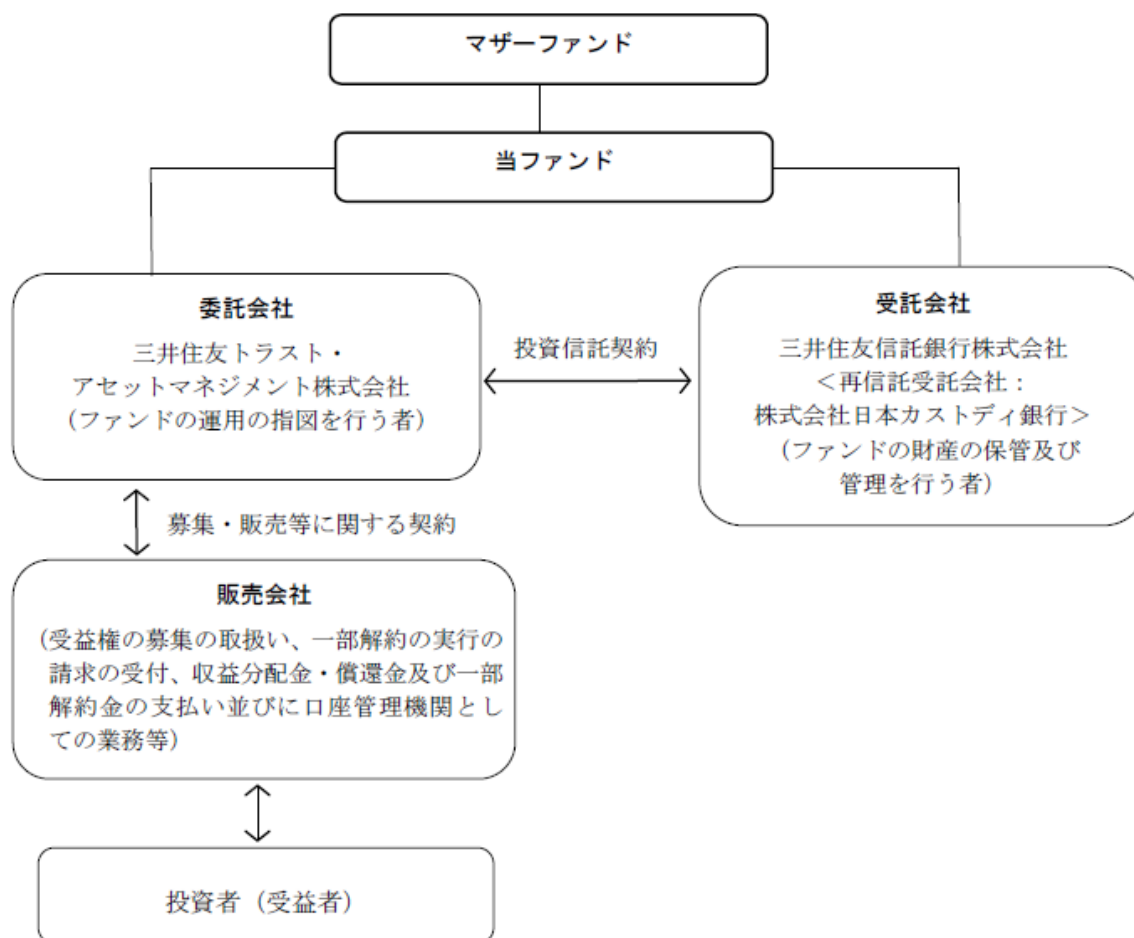 マザーファンド
当ファンド
委託会社
三井住友トラスト・
アセットマネジメント株式会社
(ファンドの運用の指図を行う者)
投資信託契約
受託会社
三井住友信託銀行株式会社
<再信託受託会社:
株式会社日本カストディ銀行>
(ファンドの財産の保管及び
管理を行う者)
募集・販売等に関する契約
販売会社
(受益権の募集の取扱い、一部解約の実行の
請求の受付、収益分配金・償還金及び一部
解約金の支払い並びに口座管理機関とし
ての業務等)
投資者(受益者)